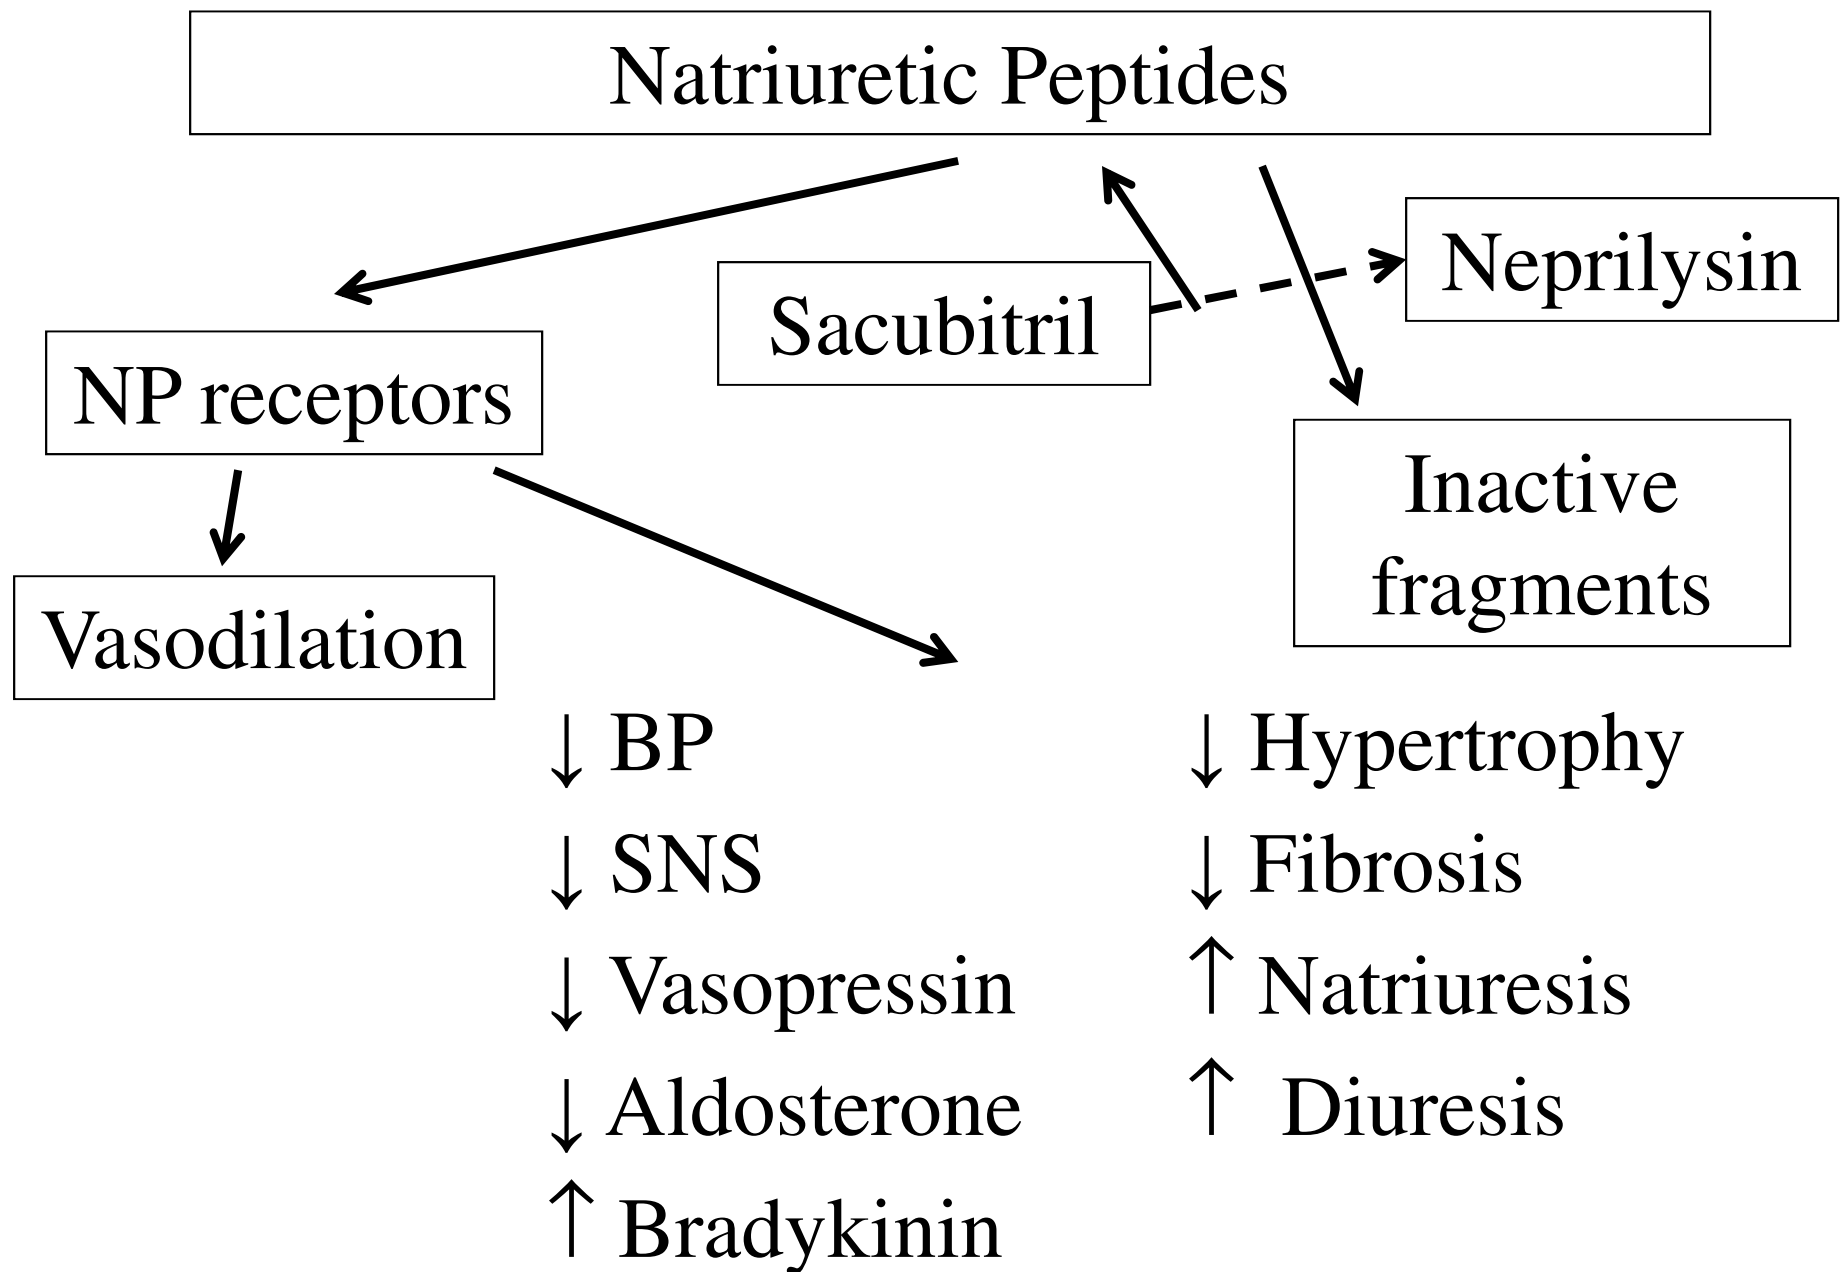 Natriuretic Peptides
Neprilysin
Sacubitril
NP receptors
Inactive
fragments
Vasodilation
↓ BP
↓ SNS
↓ Vasopressin
↓ Aldosterone
↑ Bradykinin
↓ Hypertrophy
↓ Fibrosis
↑ Natriuresis
↑ Diuresis